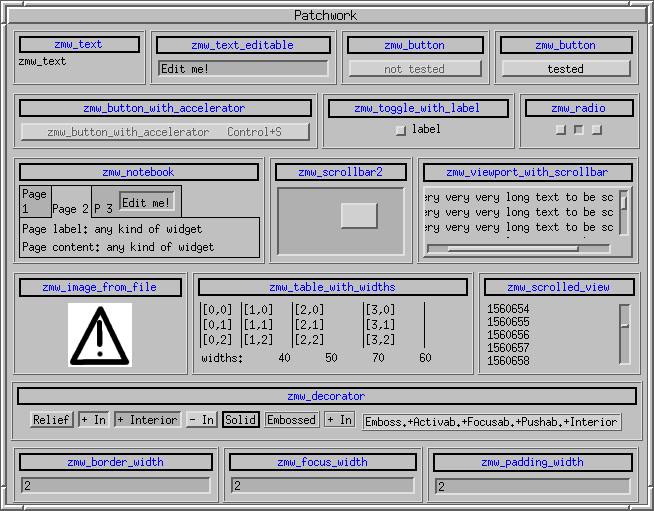 Patchwork
zmw_text
zmw_text
zmw_text_editable
Edit me!
zmw_button
not tested
zmw_button
tested
zmw_button_with_accelerator
zmw_button_with_accelerator Control+S
zmw_toggle_with_label
label
zmw_radio
zmw_notebook
Page 1
Page 2
P 3 Edit me!
Page label: any kind of widget
Page content: any kind of widget
zmw_scrollbar2
zmw_viewport_with_scrollbar
ery very very long text to be sc
ery very very long text to be sc
ery very very long text to be sc
zmw_image_from_file
zmw_table_with_widths
[0,0] [1,0] [2,0] [3,0]
[0,1] [1,1] [2,1] [3,1]
[0,2] [1,2] [2,2] [3,2]
widths: 40 50 70 60
zmw_scrolled_view
1560654
1560655
1560656
1560657
1560658
zmw_decorator
Relief + In + Interior - In Solid Embossed + In Emboss.+Activab.+Focusab.+Pushab.+Interior
zmw_border_width
2
zmw_focus_width
2
zmw_padding_width
2